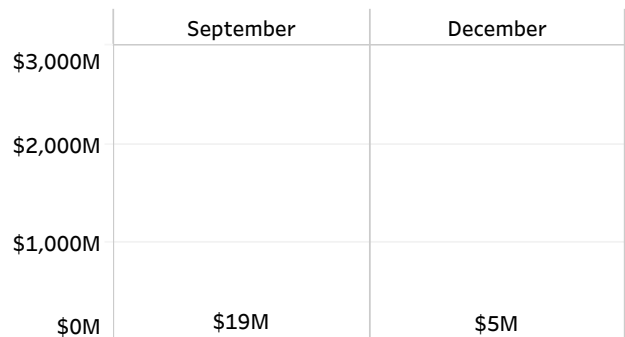 September December
$3,000M
$2,000M
$1,000M
$0M $19M $5M